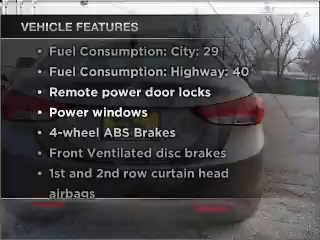 VEHICLE FEATURES
• Fuel Consumption: City: 29
• Fuel Consumption: Highway: 40
• Remote power door locks
• Power windows
• 4-wheel ABS Brakes
• Front Ventilated disc brakes
• 1st and 2nd row curtain head
airbags